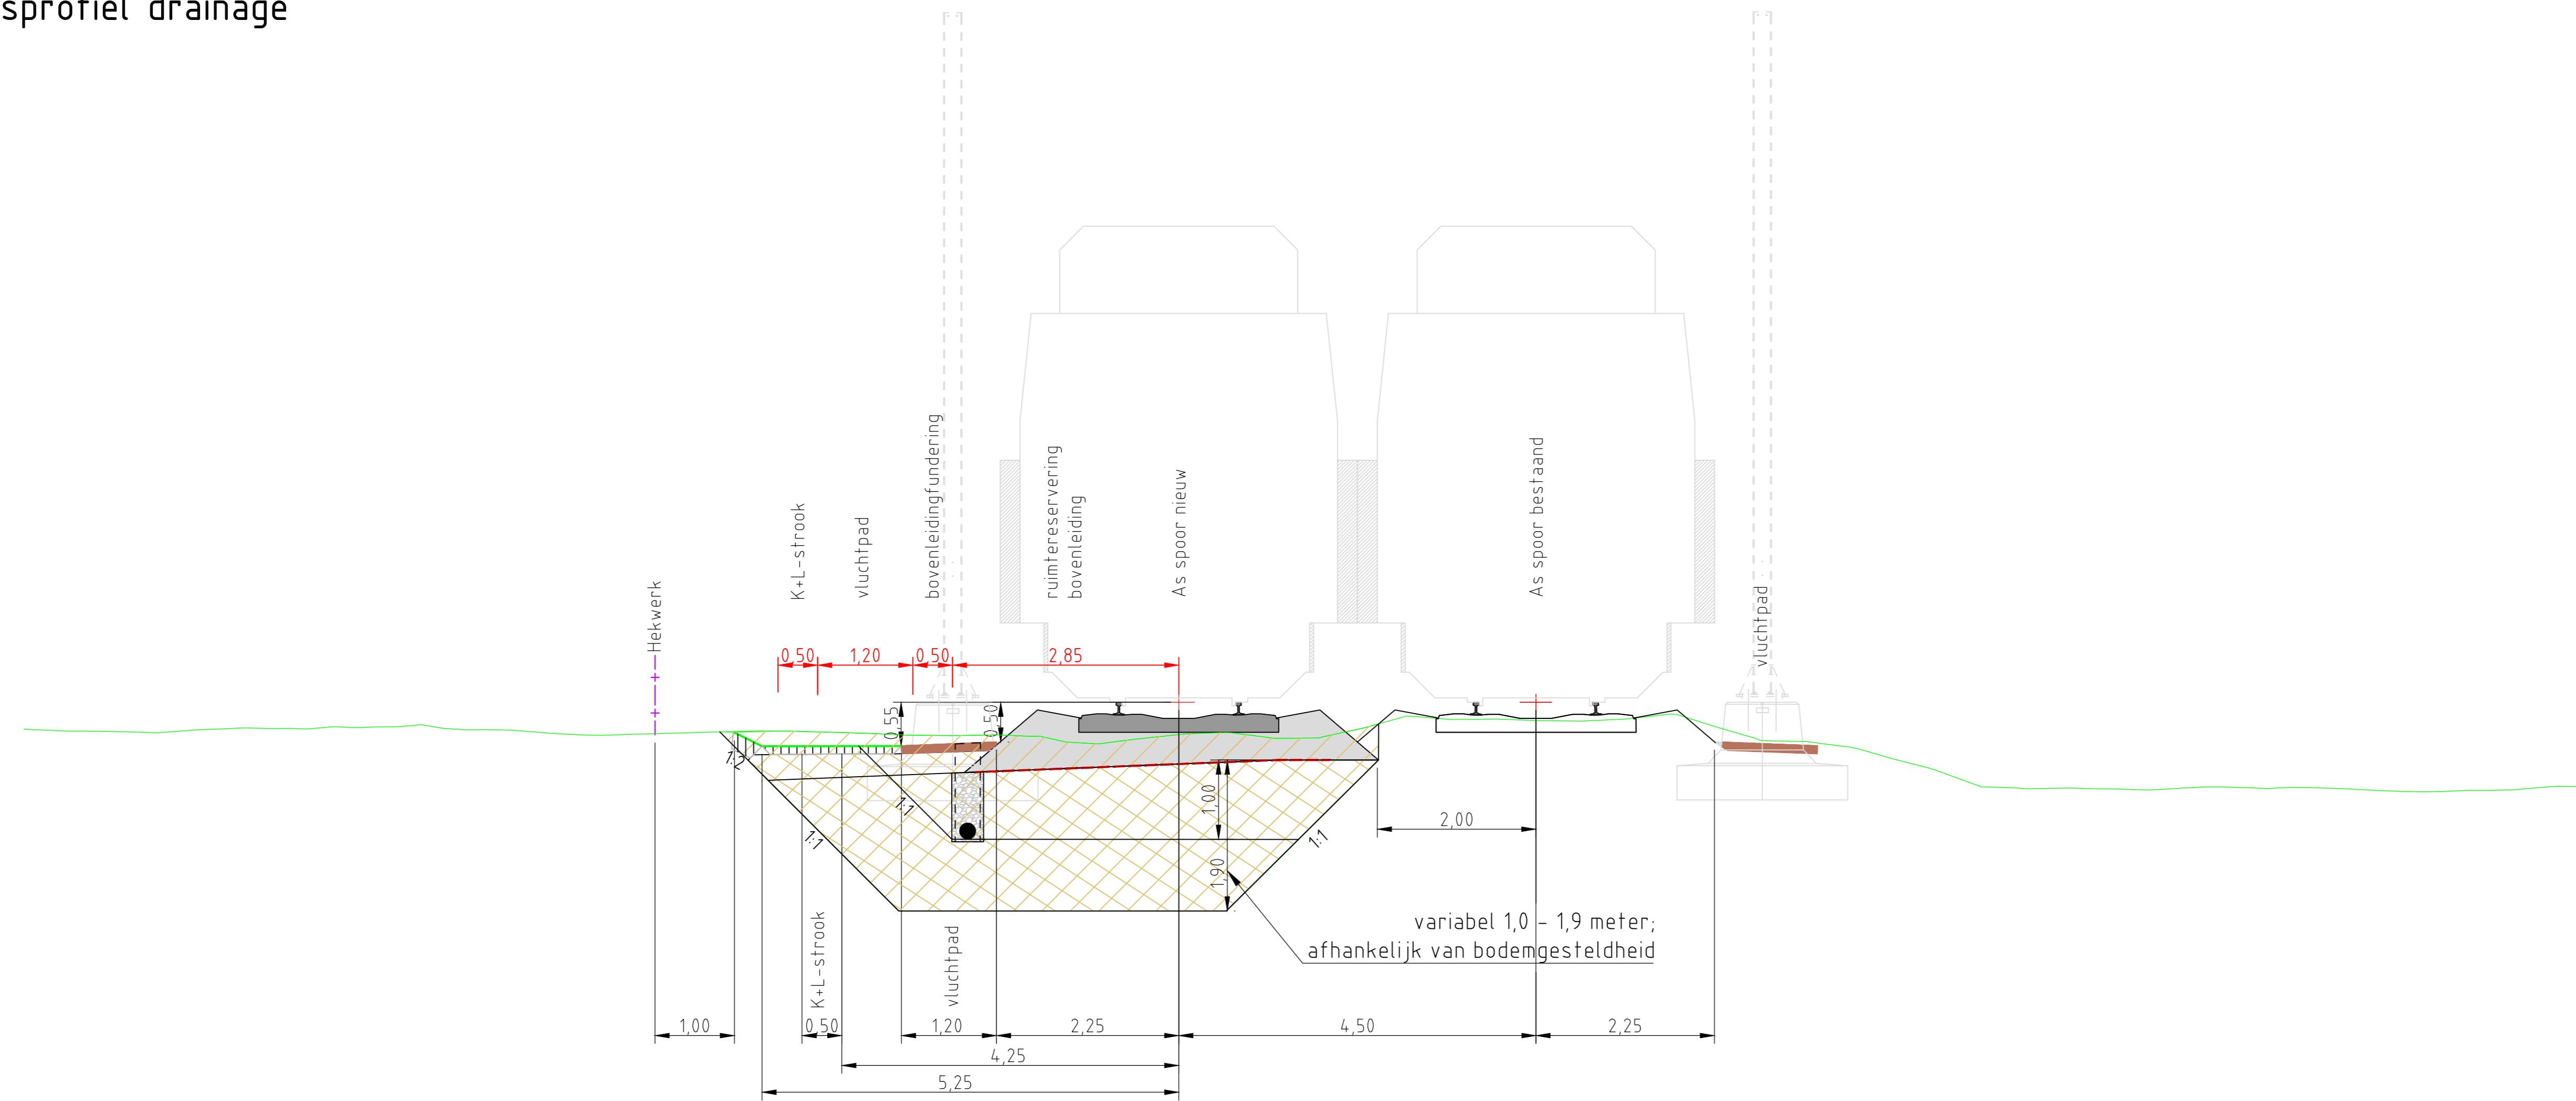 sprofiel drainage
K+L-strook
vluchtpad
bovenleidingfundering
ruimtereservering
bovenleiding
As spoor nieuw
As spoor bestaand
Hekwerk
vluchtpad
0,50
1,20
0,50
2,85
0,55
0,50
1:2
1:1
1:1
1:1
1,00
1,90
2,00
variabel 1,0 - 1,9 meter;
afhankelijk van bodemgesteldheid
K+L-strook
vluchtpad
1,00
0,50
1,20
2,25
4,50
2,25
4,25
5,25